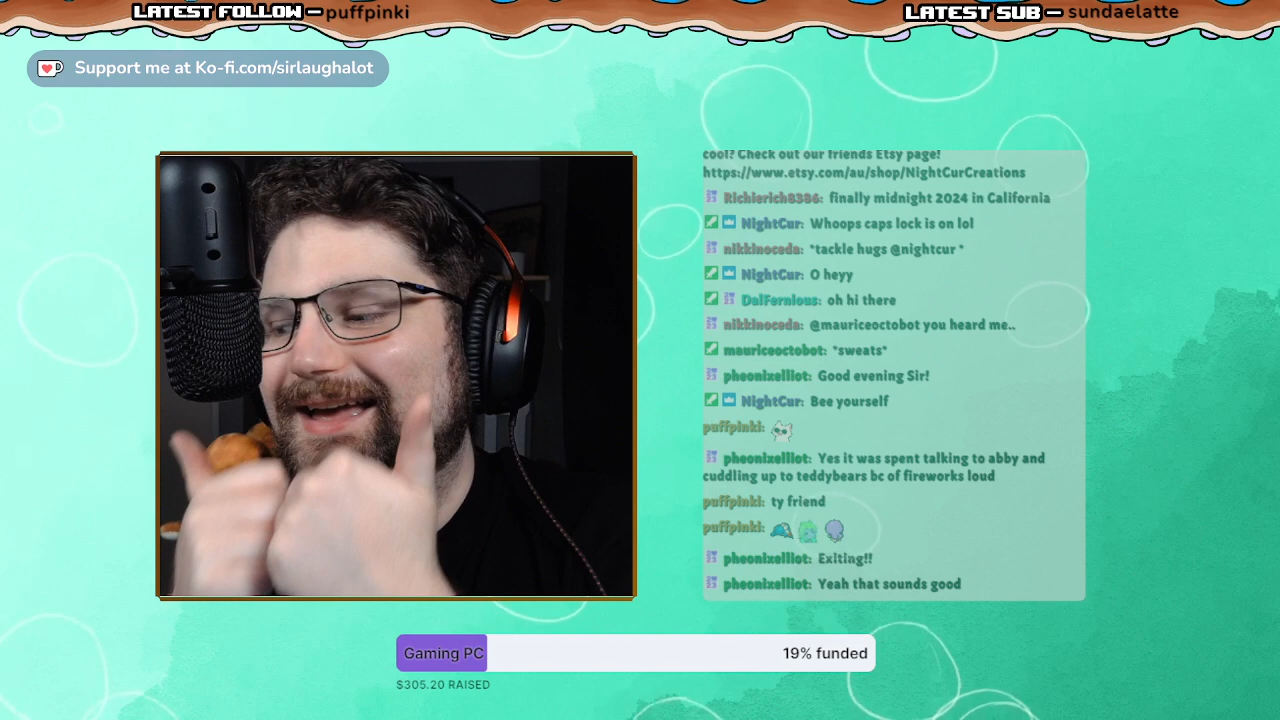 LATEST FOLLOW – puffpinki
LATEST SUB – sundaelatte
Support me at Ko-fi.com/sirlaughalot
cool? Check out our friends Etsy page!
https://www.etsy.com/au/shop/NightCurCreations
Richierich8386: finally midnight 2024 in California
NightCur: Whoops caps lock is on lol
nikkinoceda: *tackle hugs @nightcur *
NightCur: O heyy
DalFernious: oh hi there
nikkinoceda: @mauriceoctobot you heard me..
mauriceoctobot: *sweats*
pheonixelliot: Good evening Sir!
NightCur: Bee yourself
puffpinki:
pheonixelliot: Yes it was spent talking to abby and
cuddling up to teddybears bc of fireworks loud
puffpinki: ty friend
puffpinki:
pheonixelliot: Exiting!!
pheonixelliot: Yeah that sounds good
Gaming PC 19% funded
$305.20 RAISED